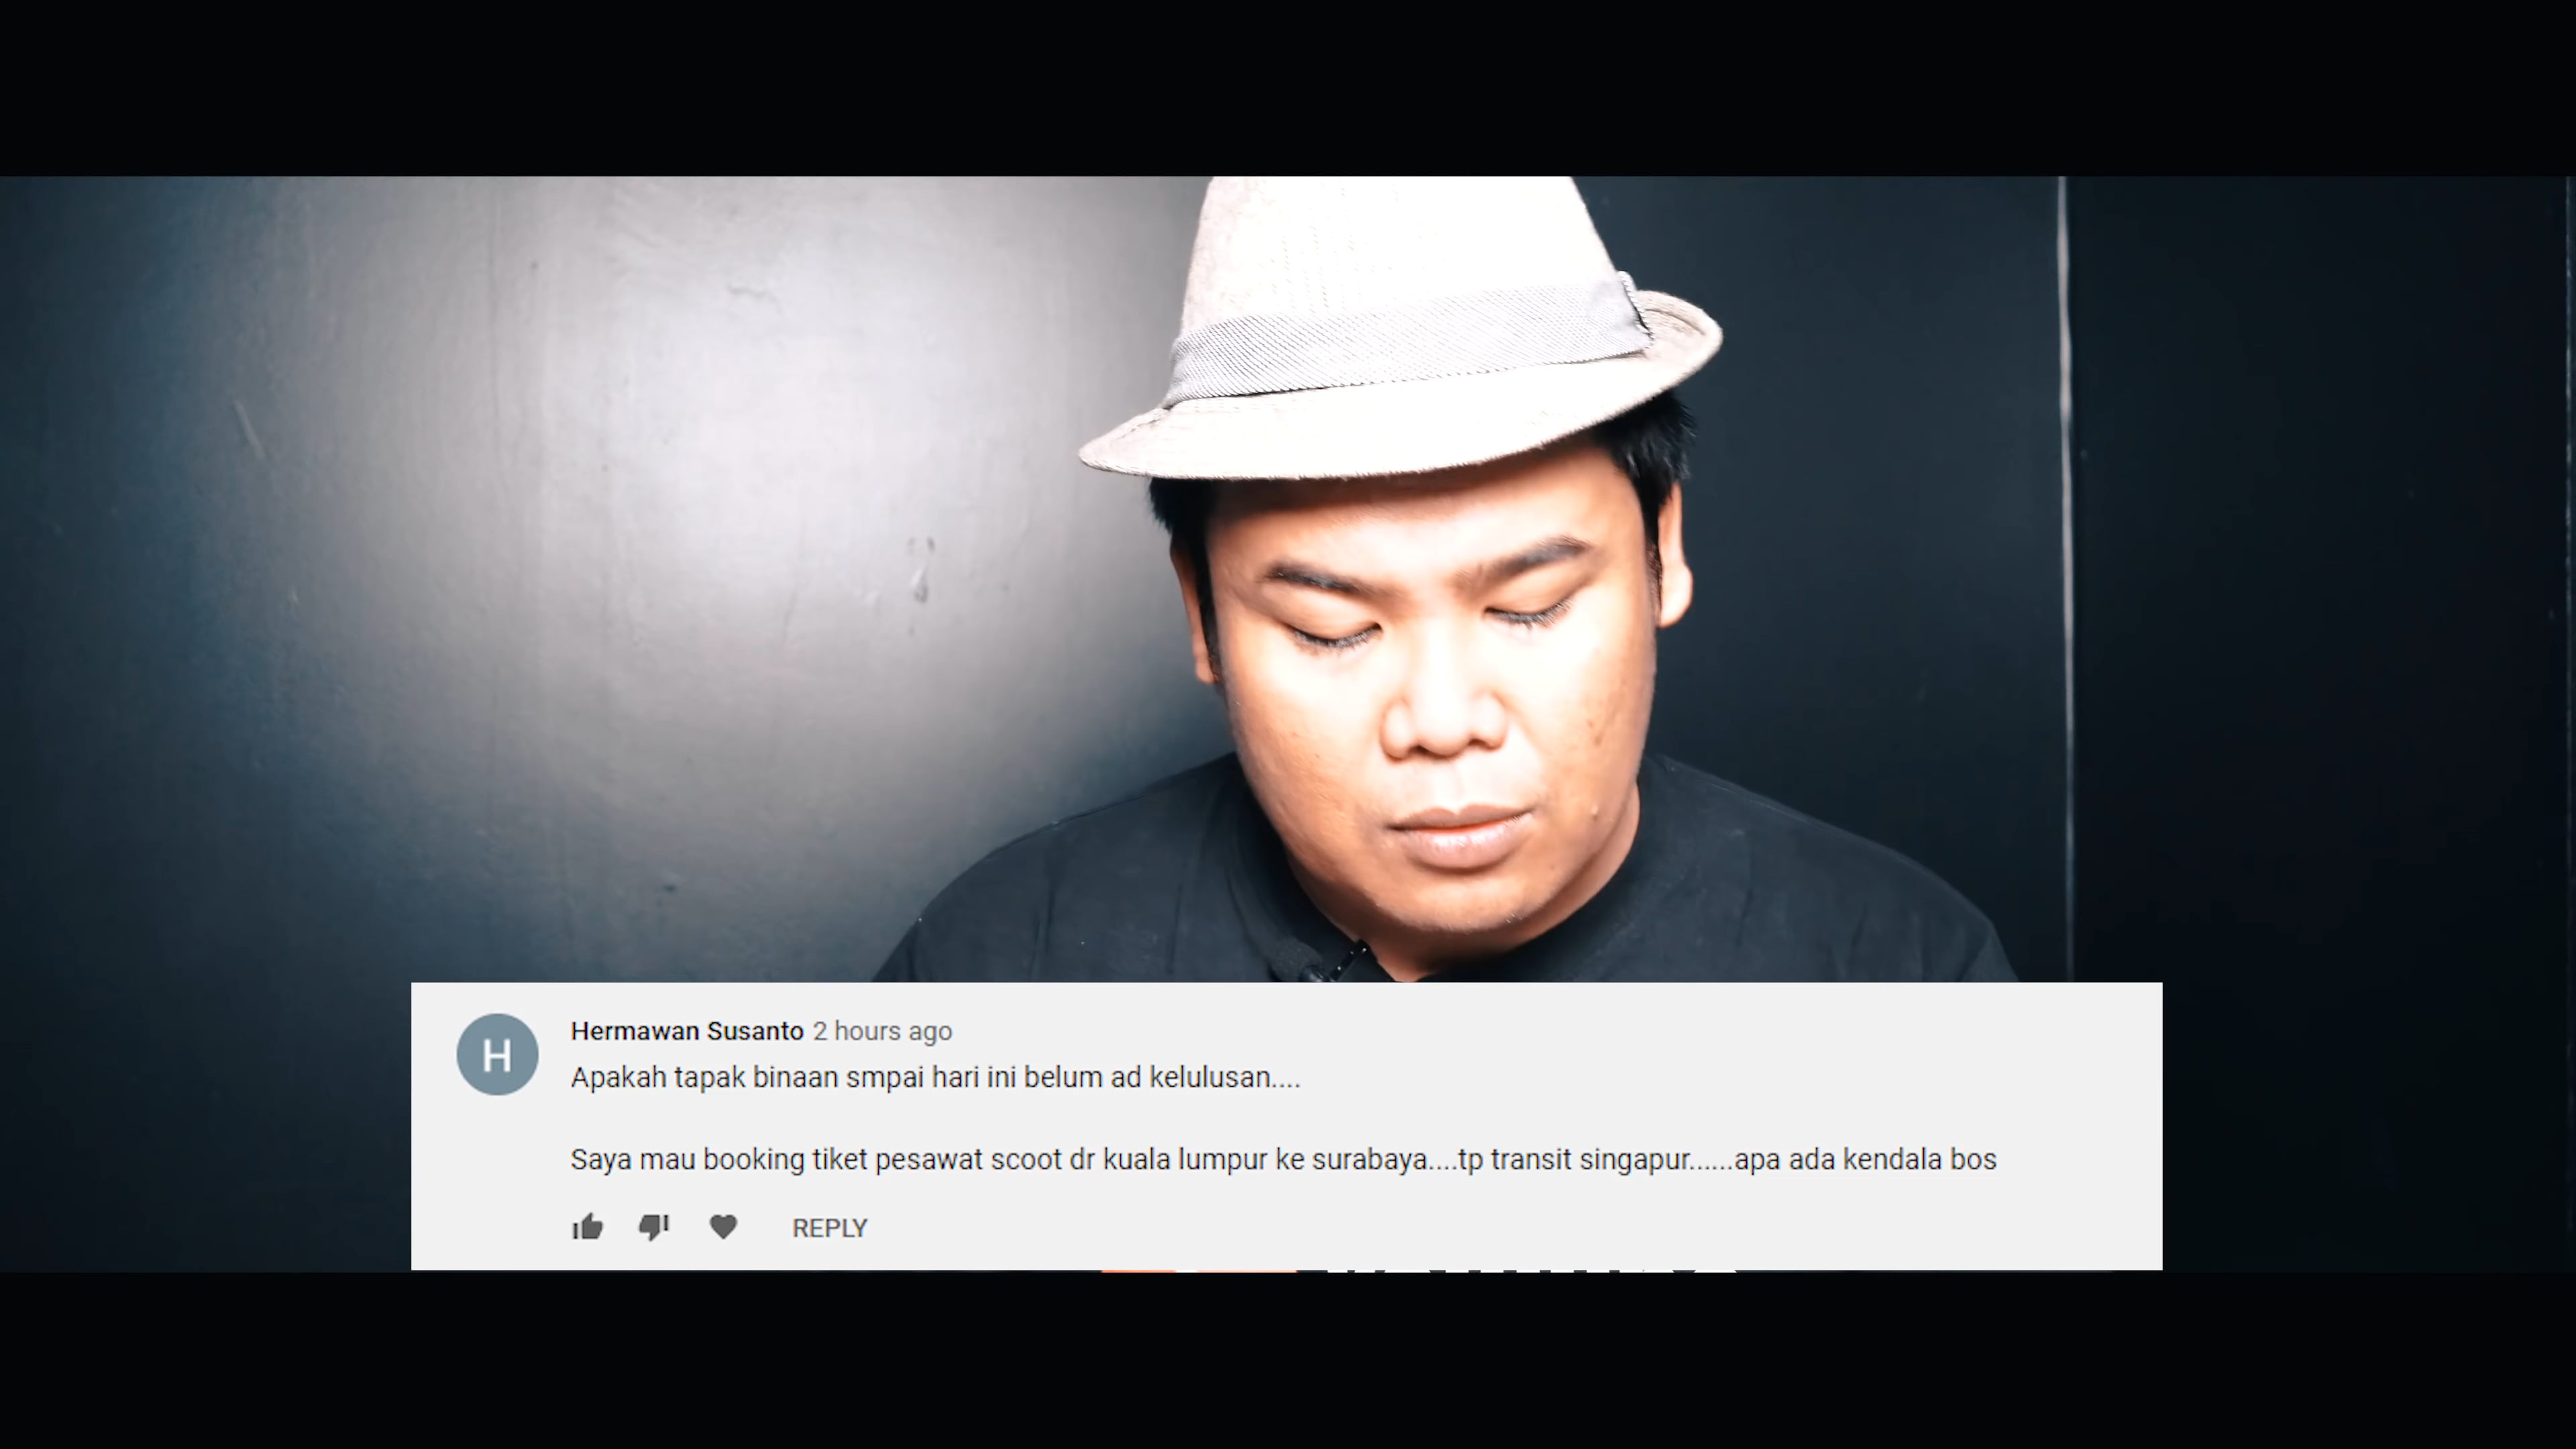 H
Hermawan Susanto 2 hours ago
Apakah tapak binaan smpai hari ini belum ad kelulusan....
Saya mau booking tiket pesawat scoot dr kuala lumpur ke surabaya....tp transit singapur......apa ada kendala bos
REPLY